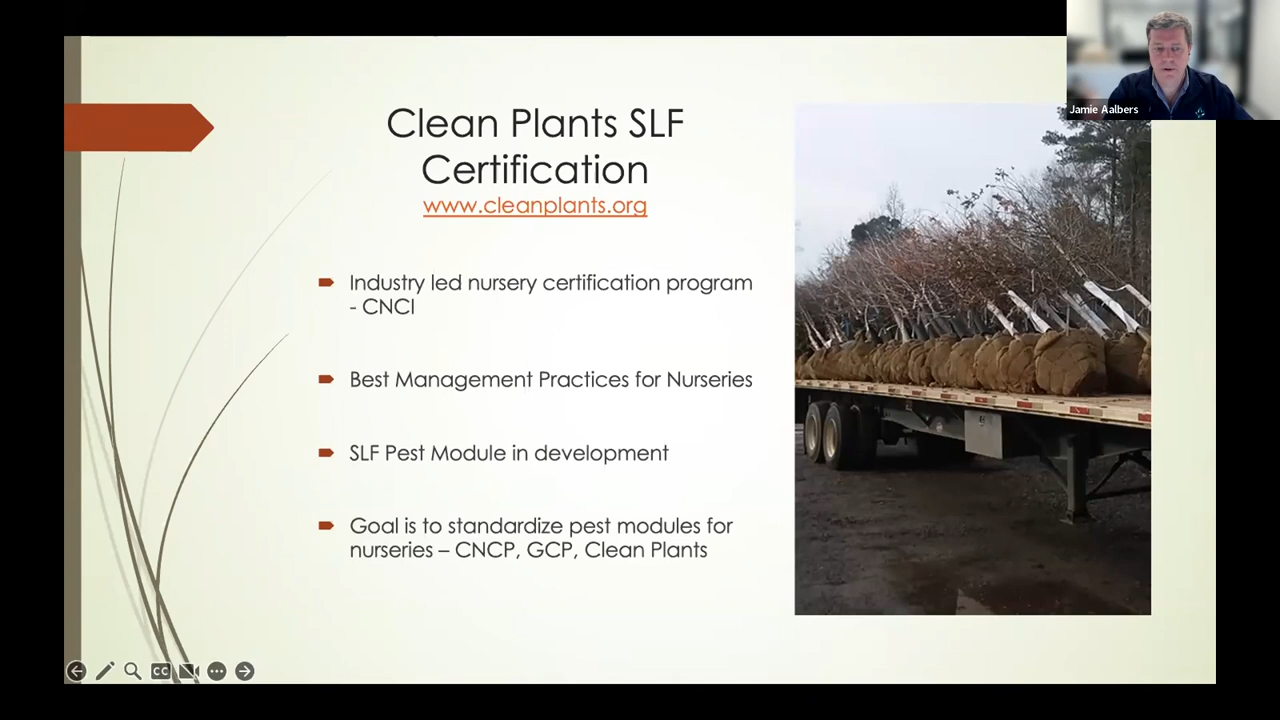 Clean Plants SLF
Certification
www.cleanplants.org
Industry led nursery certification program
- CNCI
Best Management Practices for Nurseries
SLF Pest Module in development
Goal is to standardize pest modules for
nurseries – CNCP, GCP, Clean Plants
Jamie Aalbers
CC